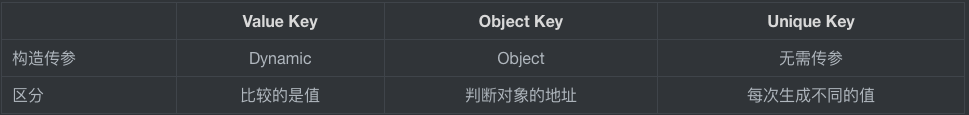 Value Key Object Key Unique Key
构造传参 Dynamic Object 无需传参
区分 比较的是值 判断对象的地址 每次生成不同的值